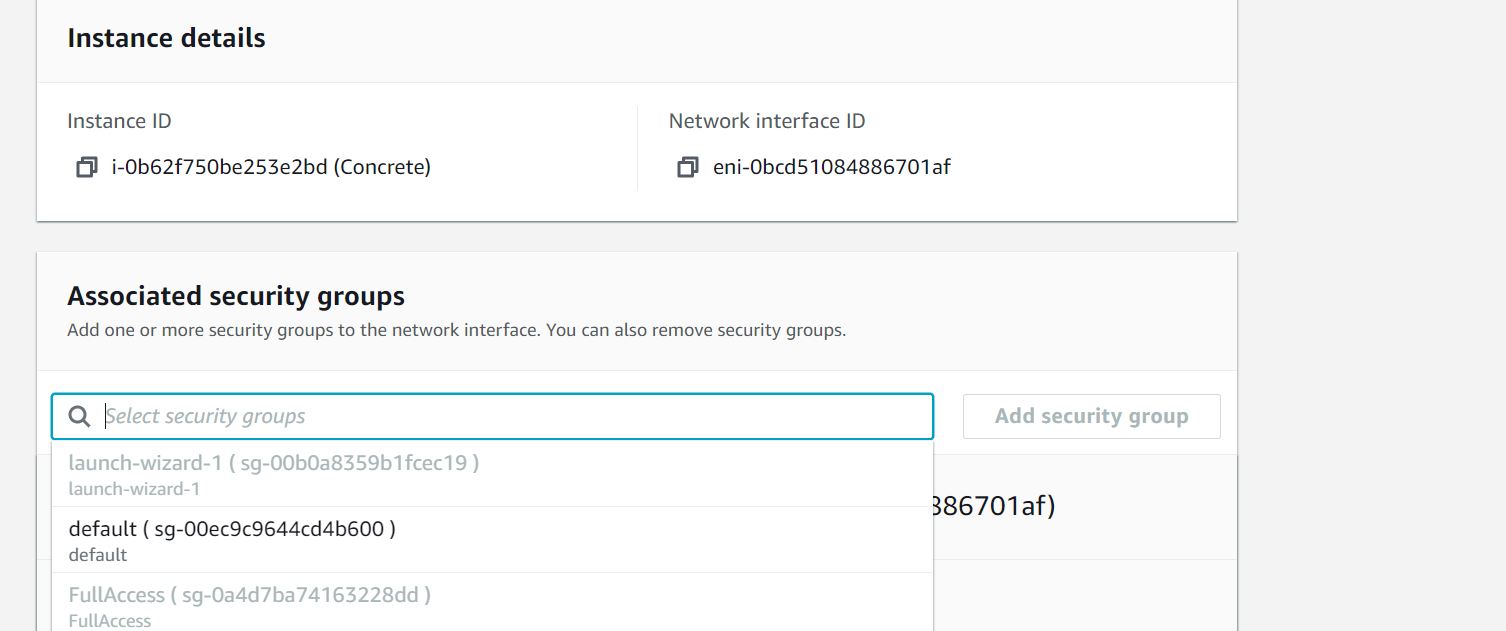 Instance details
Instance ID
Network interface ID
i-0b62f750be253e2bd (Concrete)
eni-0bcd51084886701af
Associated security groups
Add one or more security groups to the network interface. You can also remove security groups.
Select security groups
Add security group
launch-wizard-1 ( sg-00b0a8359b1fcec19 )
launch-wizard-1
886701af)
default ( sg-00ec9c9644cd4b600 )
default
FullAccess ( sg-0a4d7ba74163228dd )
FullAccess